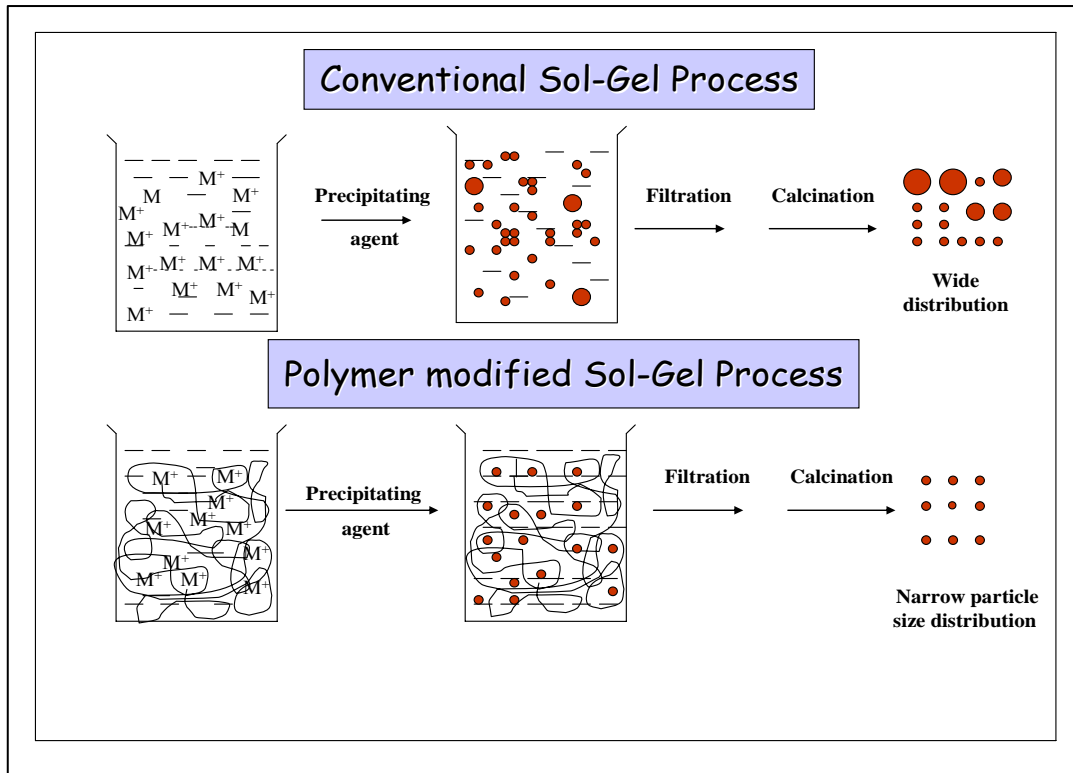 Conventional Sol-Gel Process
M⁺
M
M⁺
M⁺
M⁺
M⁺
M
M⁺
M⁺
M⁺
M⁺
M⁺
M⁺
M⁺
M⁺
M⁺
Precipitating
agent
Filtration
Calcination
Wide
distribution
Polymer modified Sol-Gel Process
M⁺
M⁺
M⁺
M⁺
M⁺
M⁺
M⁺
M⁺
M⁺
M⁺
Precipitating
agent
Filtration
Calcination
Narrow particle
size distribution